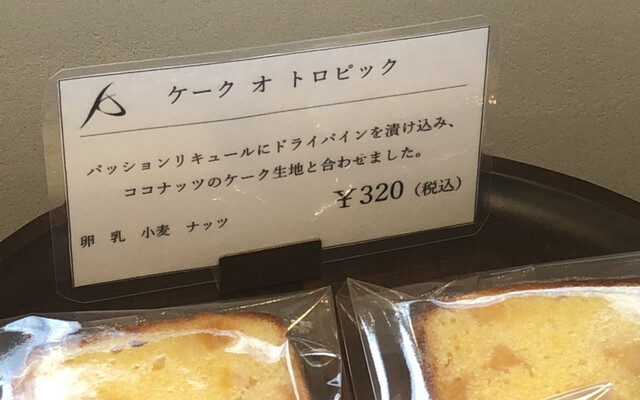 ケーク オ トロピック
パッションリキュールにドライパインを漬け込み、
ココナッツのケーク生地と合わせました。
¥320（税込）
卵 乳 小麦 ナッツ